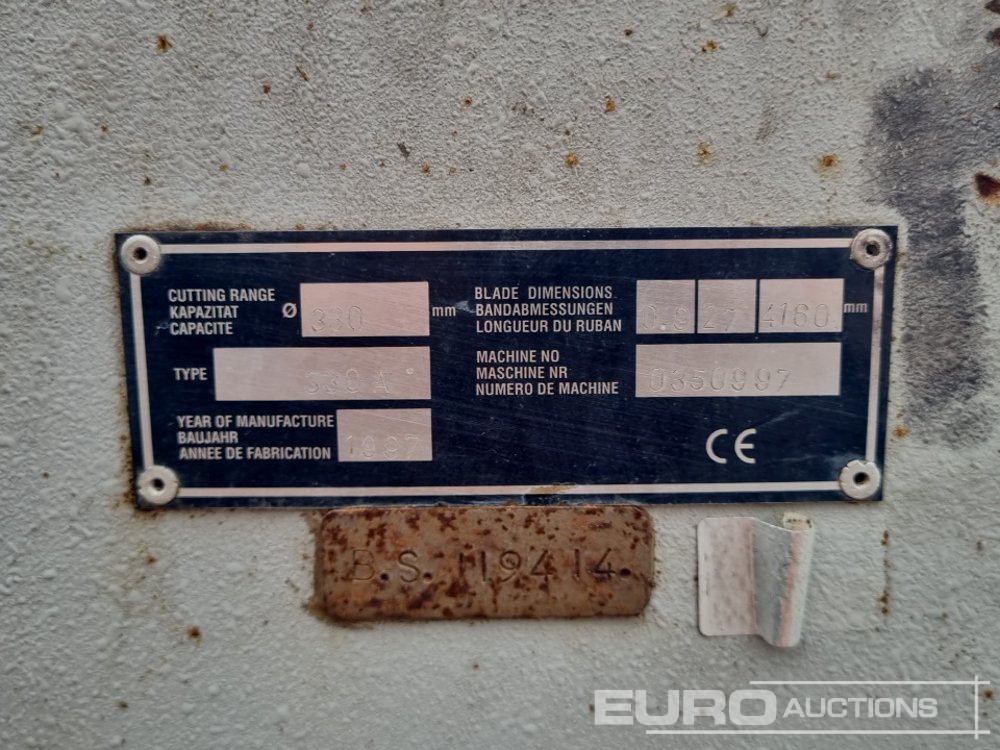 CUTTING RANGE
KAPAZITAT
CAPACITE
Ø 330 mm
TYPE 330 A°
YEAR OF MANUFACTURE
BAUJAHR
ANNEE DE FABRICATION
1997
BLADE DIMENSIONS
BANDABMESSUNGEN
LONGUEUR DU RUBAN
0.9 27 4160 mm
MACHINE NO
MASCHINE NR
NUMERO DE MACHINE
0350997
CE
B.S. 119414.
EURO AUCTIONS